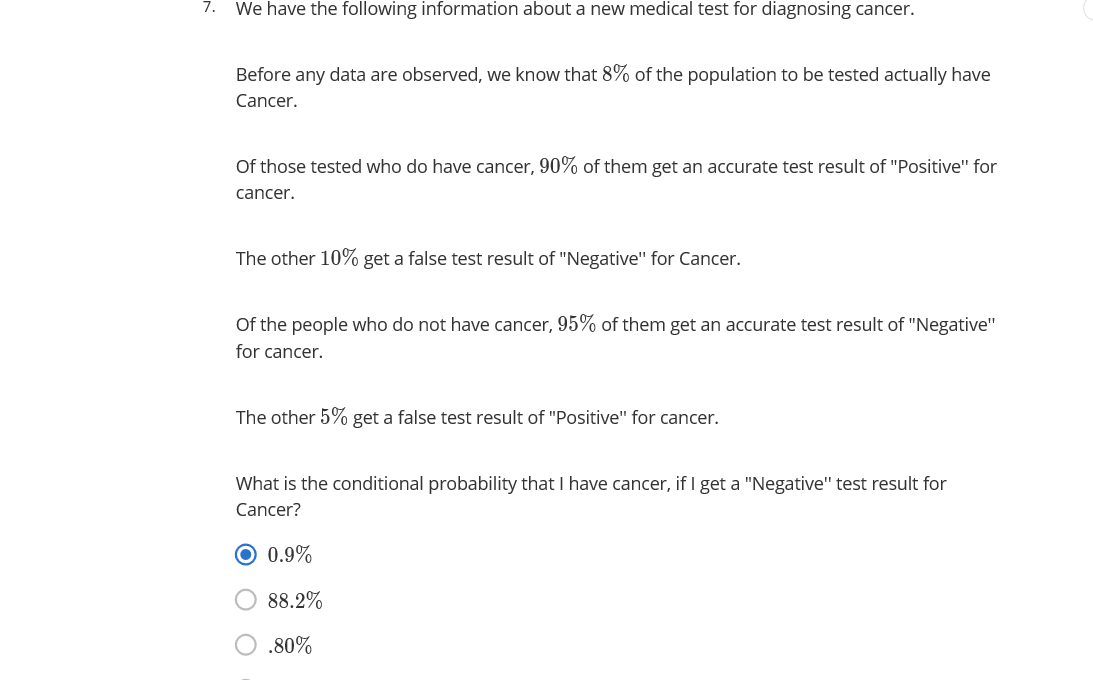 7. We have the following information about a new medical test for diagnosing cancer.
Before any data are observed, we know that 8% of the population to be tested actually have
Cancer.
Of those tested who do have cancer, 90% of them get an accurate test result of "Positive'' for
cancer.
The other 10% get a false test result of "Negative'' for Cancer.
Of the people who do not have cancer, 95% of them get an accurate test result of "Negative''
for cancer.
The other 5% get a false test result of "Positive'' for cancer.
What is the conditional probability that I have cancer, if I get a "Negative'' test result for
Cancer?
0.9%
88.2%
.80%